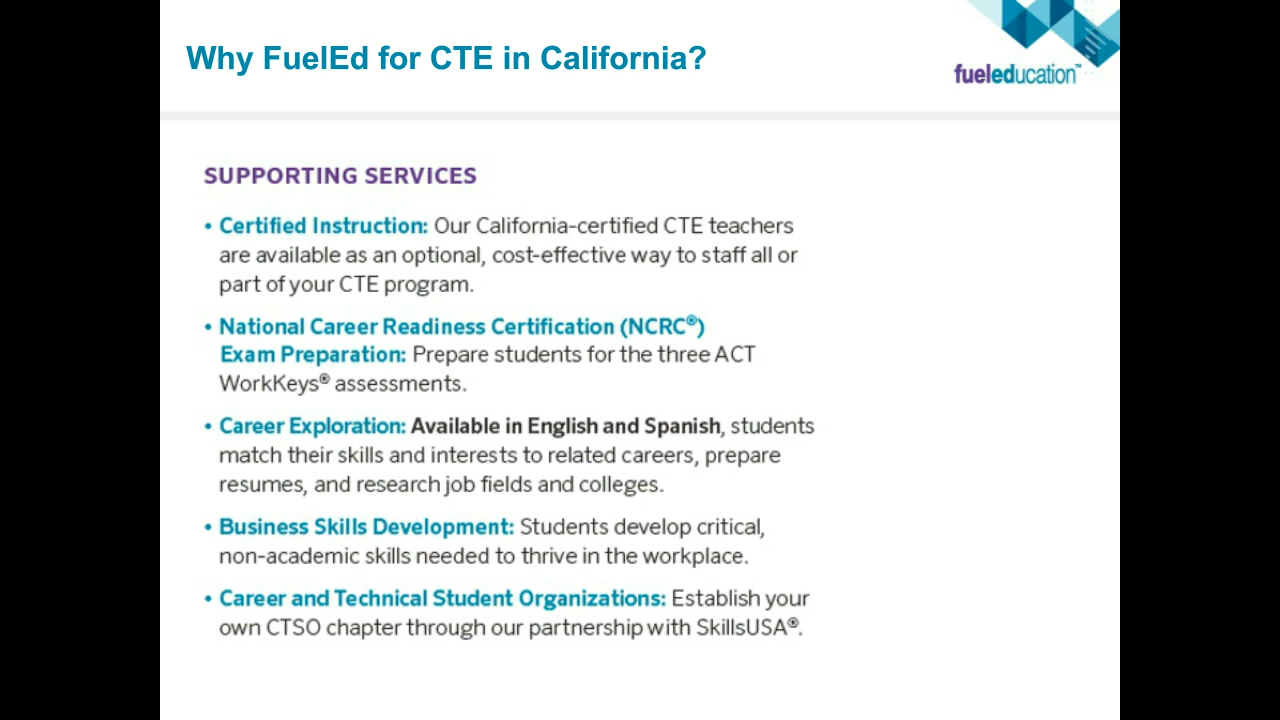 Why FuelEd for CTE in California?
fueleducation™
SUPPORTING SERVICES
• Certified Instruction: Our California-certified CTE teachers
are available as an optional, cost-effective way to staff all or
part of your CTE program.
• National Career Readiness Certification (NCRC®)
Exam Preparation: Prepare students for the three ACT
WorkKeys® assessments.
• Career Exploration: Available in English and Spanish, students
match their skills and interests to related careers, prepare
resumes, and research job fields and colleges.
• Business Skills Development: Students develop critical,
non-academic skills needed to thrive in the workplace.
• Career and Technical Student Organizations: Establish your
own CTSO chapter through our partnership with SkillsUSA®.